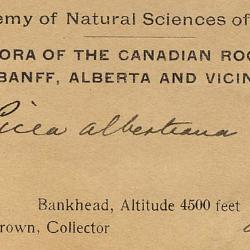 emy of Natural Sciences of
ORA OF THE CANADIAN ROC
BANFF, ALBERTA AND VICIN
Picea albertiana
Bankhead, Altitude 4500 feet
rown, Collector